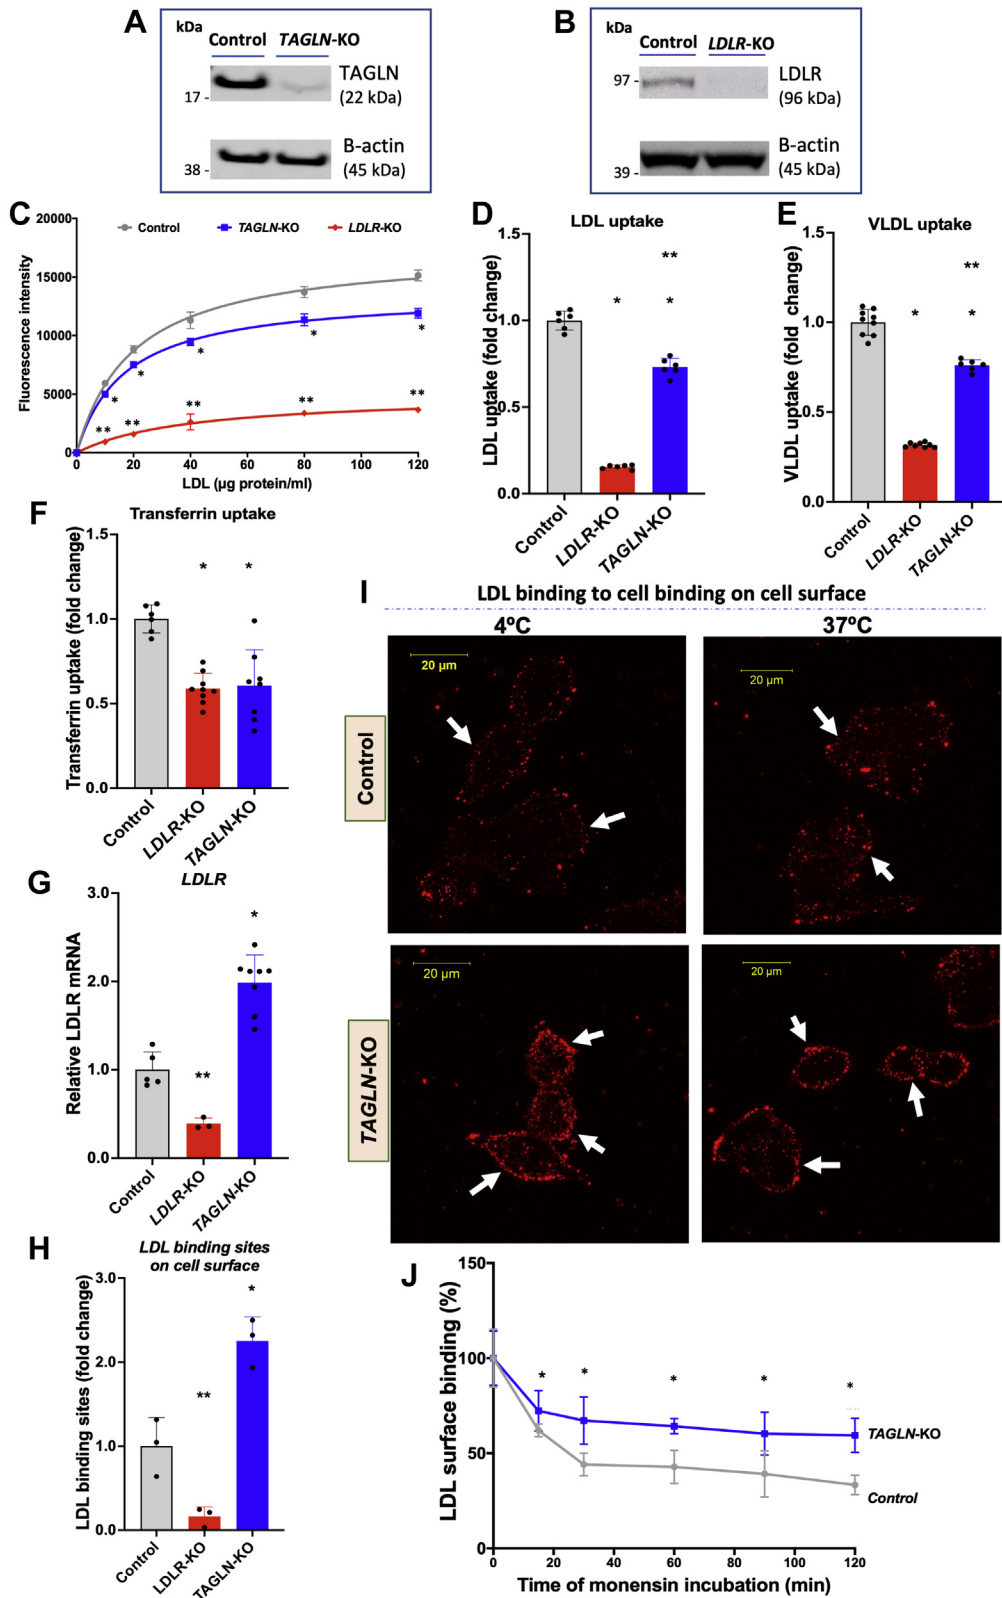 A
kDa
Control TAGLN-KO
TAGLN
(22 kDa)
17 -
B-actin
(45 kDa)
38 -
B
kDa
Control LDLR-KO
97 -
LDLR
(96 kDa)
B-actin
(45 kDa)
39 -
C
Control TAGLN-KO LDLR-KO
Fluorescence intensity
20000
15000
10000
5000
0
* * * * *
** ** ** ** **
0 20 40 60 80 100 120
LDL (µg protein/ml)
D
LDL uptake
LDL uptake (fold change)
1.5
1.0
0.5
0.0
**
* *
Control
LDLR-KO
TAGLN-KO
E
VLDL uptake
VLDL uptake (fold change)
1.5
1.0
0.5
0.0
**
* *
Control
LDLR-KO
TAGLN-KO
F
Transferrin uptake
Transferrin uptake (fold change)
1.5
1.0
0.5
0.0
* *
Control
LDLR-KO
TAGLN-KO
G
LDLR
Relative LDLR mRNA
3.0
2.0
1.0
0.0
**
*
Control
LDLR-KO
TAGLN-KO
H
LDL binding sites
on cell surface
LDL binding sites (fold change)
3.0
2.0
1.0
0.0
**
*
Control
LDLR-KO
TAGLN-KO
I
LDL binding to cell binding on cell surface
4ºC 37ºC
Control
20 µm
20 µm
TAGLN-KO
20 µm
20 µm
J
LDL surface binding (%)
150
100
50
0
* * * * *
TAGLN-KO
Control
0 20 40 60 80 100 120
Time of monensin incubation (min)